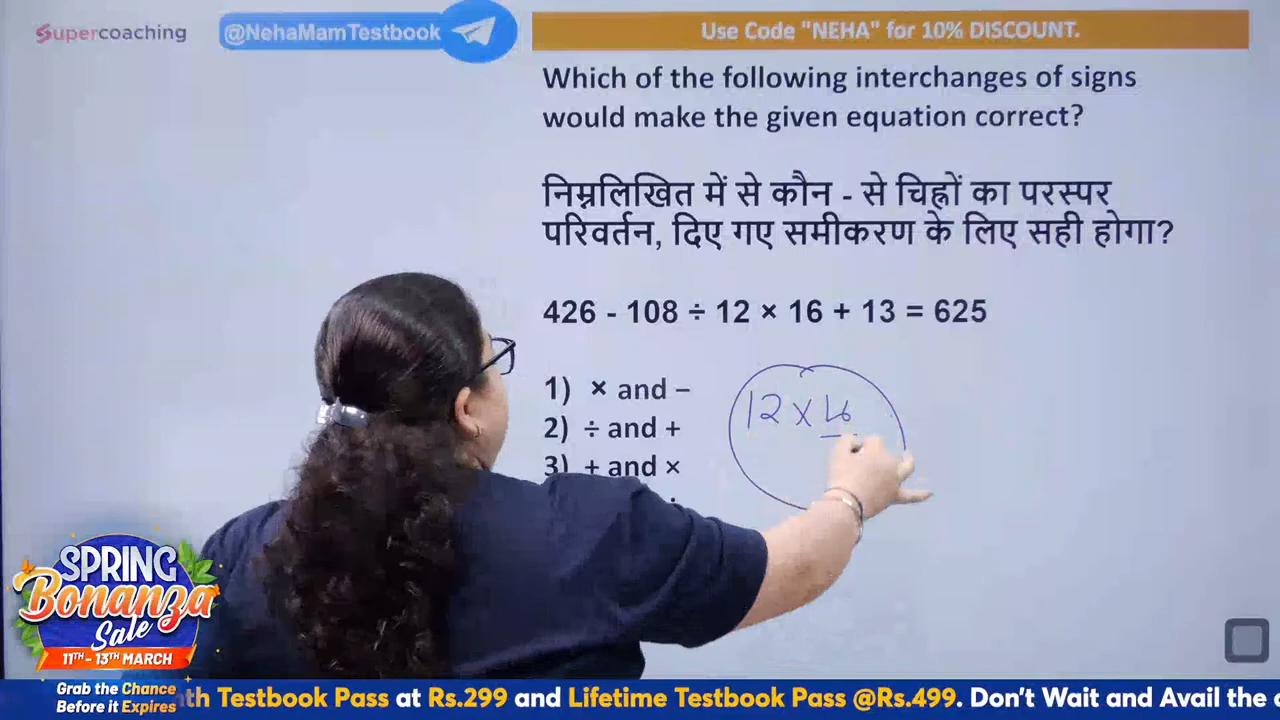 Supercoaching
@NehaMamTestbook
Use Code "NEHA" for 10% DISCOUNT.
Which of the following interchanges of signs
would make the given equation correct?
निम्नलिखित में से कौन - से चिह्नों का परस्पर
परिवर्तन, दिए गए समीकरण के लिए सही होगा?
426 - 108 ÷ 12 × 16 + 13 = 625
1) × and –
2) ÷ and +
3) + and ×
12 ×
SPRING
Bonanza
Sale
11TH - 13TH MARCH
Grab the Chance
Before it Expires
Testbook Pass at Rs.299 and Lifetime Testbook Pass @Rs.499. Don't Wait and Avail the